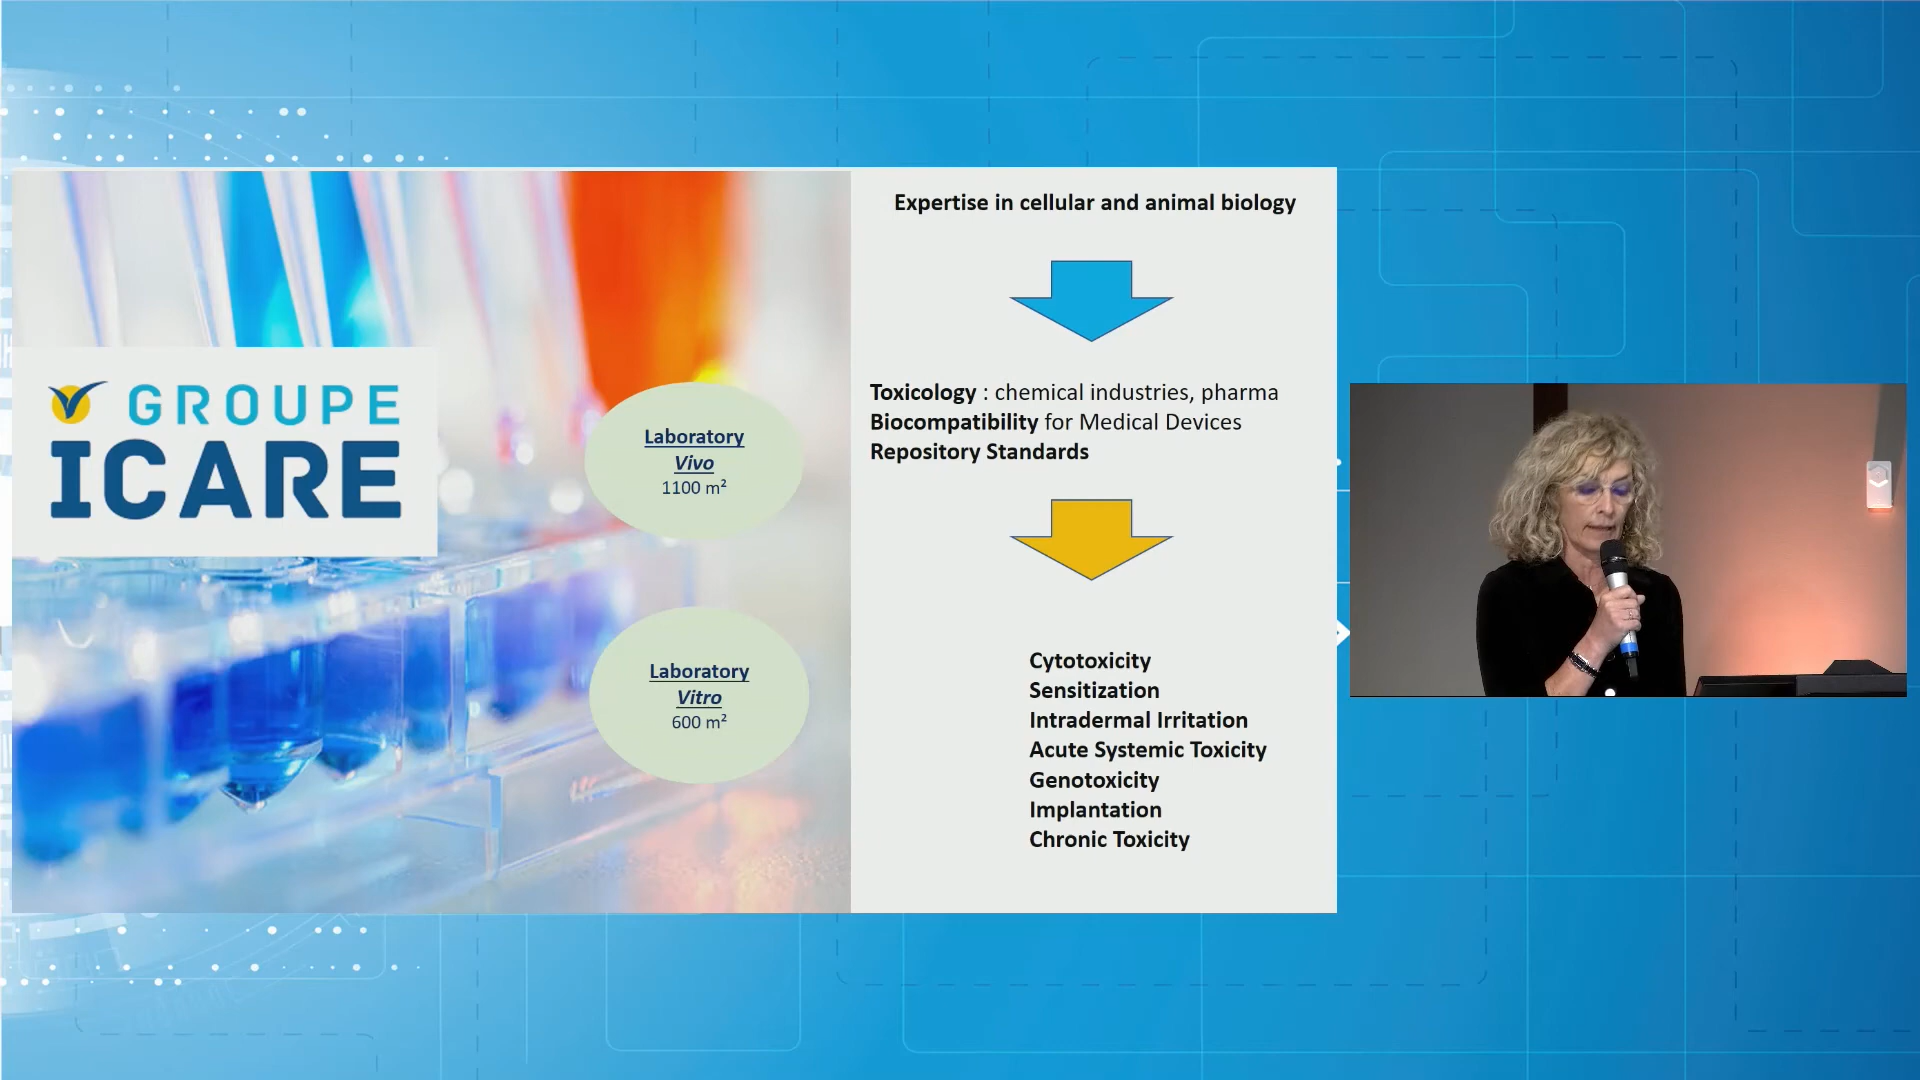 GROUPE
ICARE
Laboratory
Vivo
1100 m²
Laboratory
Vitro
600 m²
Expertise in cellular and animal biology
Toxicology : chemical industries, pharma
Biocompatibility for Medical Devices
Repository Standards
Cytotoxicity
Sensitization
Intradermal Irritation
Acute Systemic Toxicity
Genotoxicity
Implantation
Chronic Toxicity